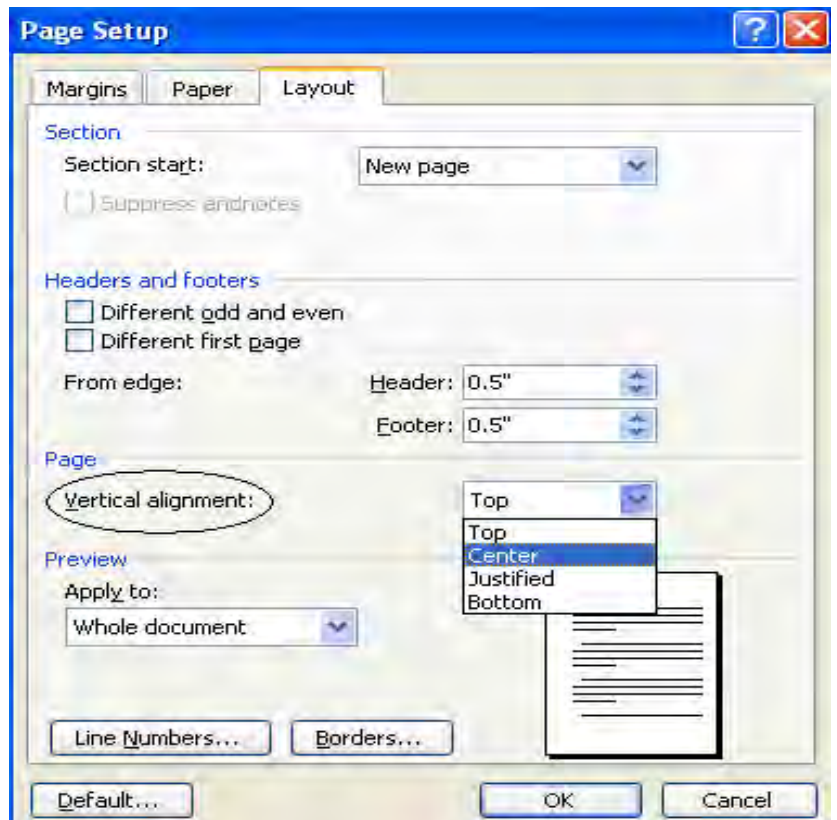 Page Setup
Margins Paper Layout
Section
Section start: New page
Suppress endnotes
Headers and footers
Different odd and even
Different first page
From edge: Header: 0.5"
Footer: 0.5"
Page
Vertical alignment: Top
Top
Center
Justified
Bottom
Preview
Apply to:
Whole document
Line Numbers... Borders...
Default... OK Cancel